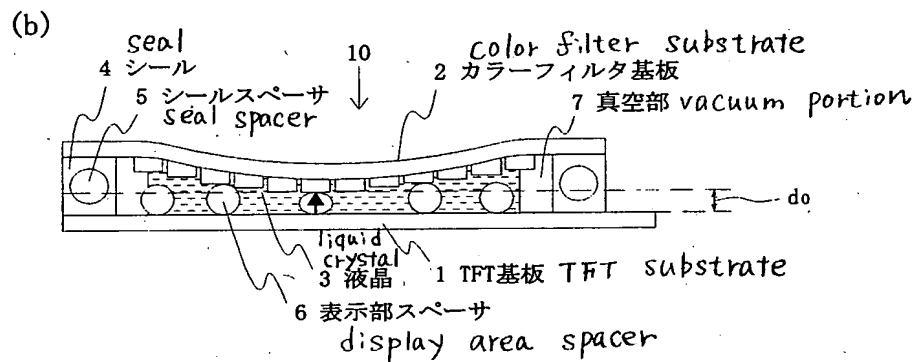 (b)
seal
4 シール
5 シールスペーサ
seal spacer
10
color filter substrate
2 カラーフィルタ基板
7 真空部 vacuum portion
do
liquid
crystal
3 液晶
1 TFT基板 TFT substrate
6 表示部スペーサ
display area spacer